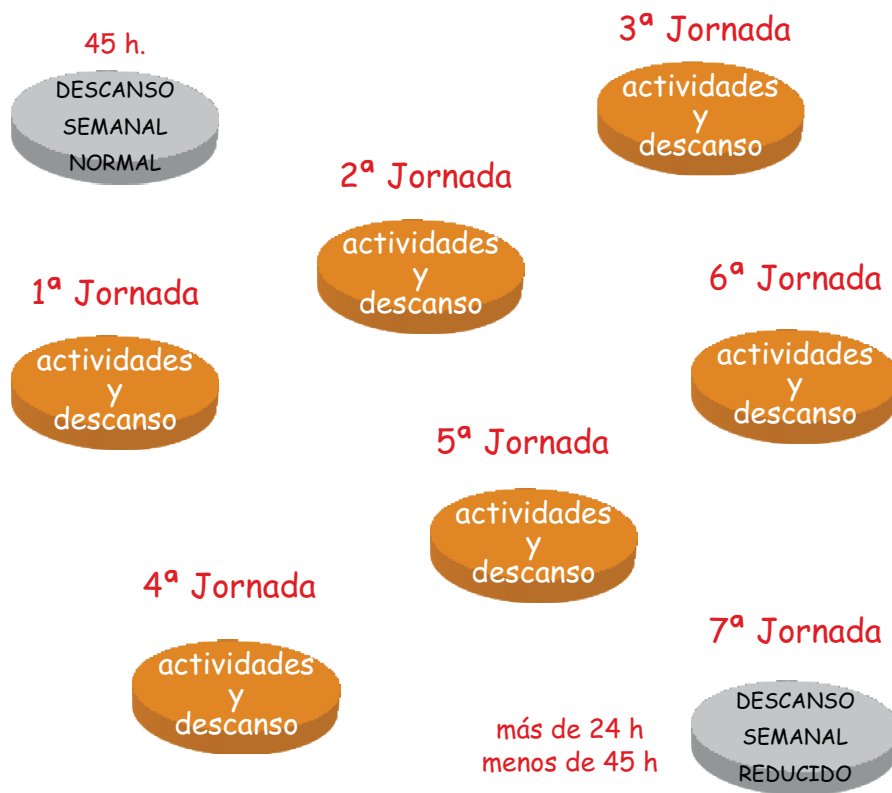 45 h.
DESCANSO
SEMANAL
NORMAL
1ª Jornada
actividades
y
descanso
2ª Jornada
actividades
y
descanso
3ª Jornada
actividades
y
descanso
4ª Jornada
actividades
y
descanso
5ª Jornada
actividades
y
descanso
6ª Jornada
actividades
y
descanso
7ª Jornada
más de 24 h
menos de 45 h
DESCANSO
SEMANAL
REDUCIDO